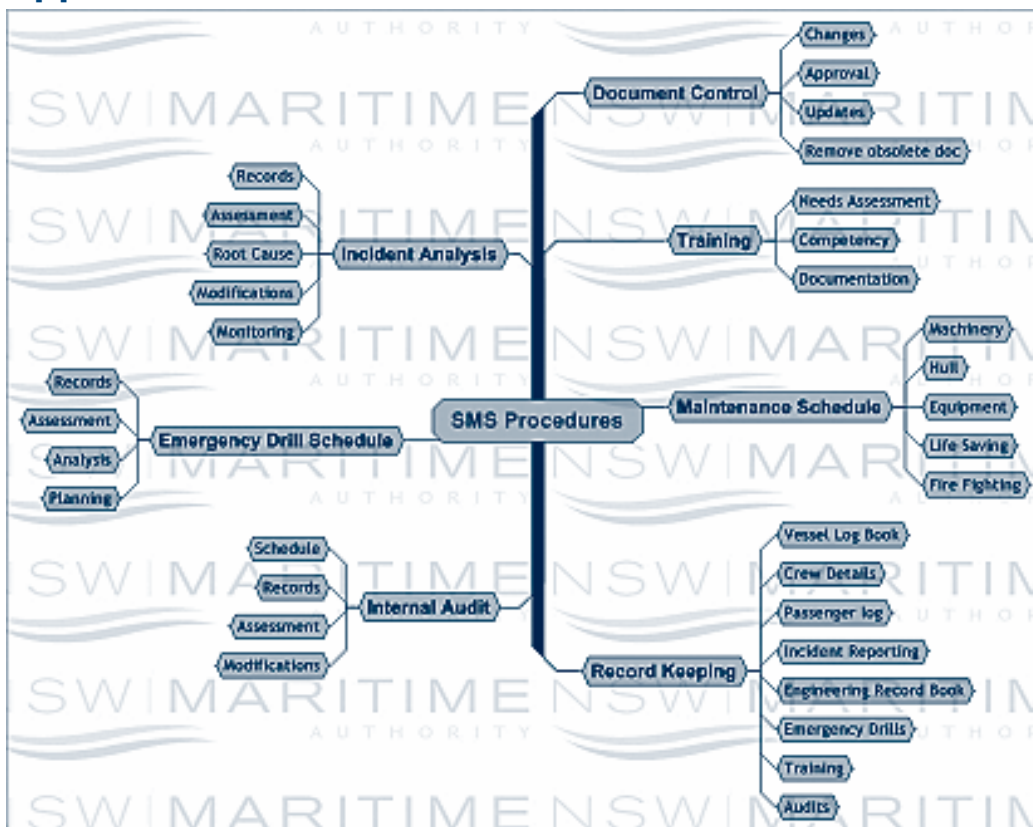 SMS Procedures
Document Control
Changes
Approval
Updates
Remove obsolete doc
Training
Needs Assessment
Competency
Documentation
Maintenance Schedule
Machinery
Hull
Equipment
Life Saving
Fire Fighting
Record Keeping
Vessel Log Book
Crew Details
Passenger log
Incident Reporting
Engineering Record Book
Emergency Drills
Training
Audits
Incident Analysis
Records
Assessment
Root Cause
Modifications
Monitoring
Emergency Drill Schedule
Records
Assessment
Analysis
Planning
Internal Audit
Schedule
Records
Assessment
Modifications
NSW MARITIME
AUTHORITY